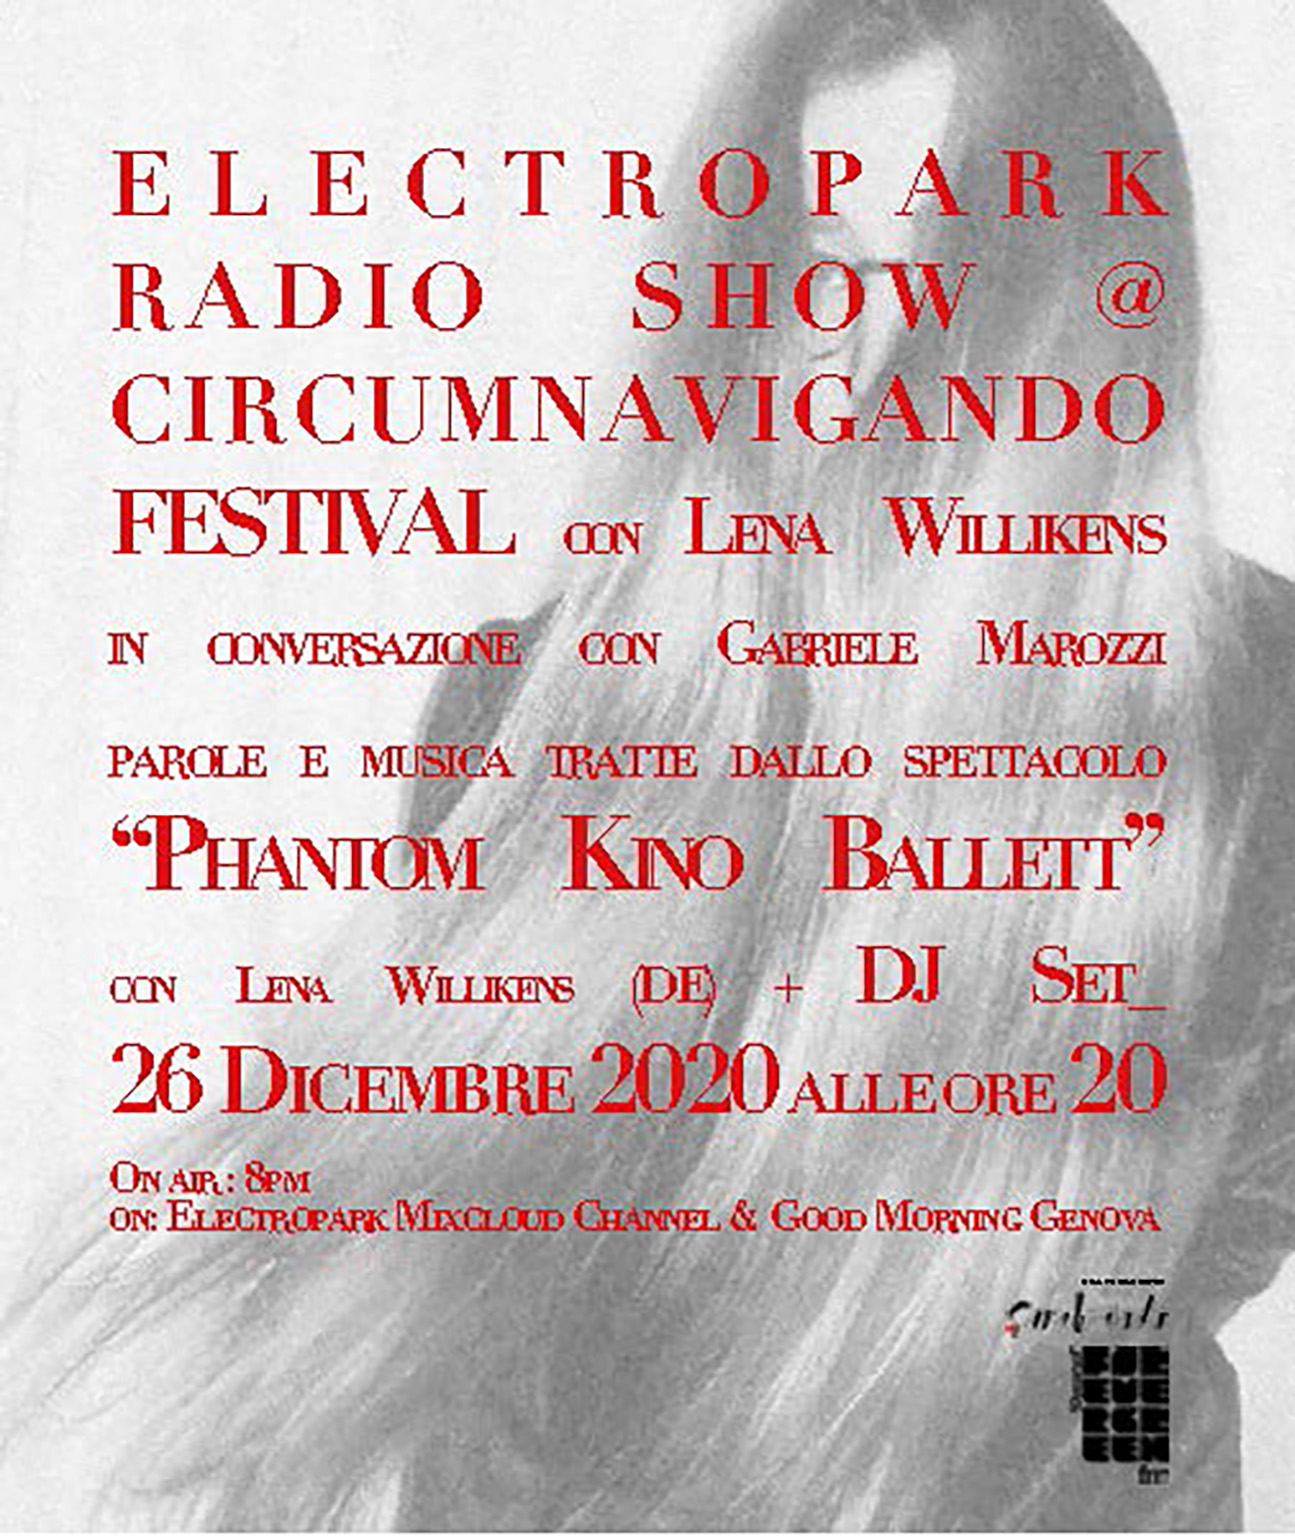 ELECTROPARK
RADIO SHOW @
CIRCUMNAVIGANDO
FESTIVAL CON LENA WILLIKENS
IN CONVERSAZIONE CON GABRIELE MAROZZI
PAROLE E MUSICA TRATTE DALLO SPETTACOLO
“PHANTOM KINO BALLETT”
CON LENA WILLIKENS (DE) + DJ SET_
26 DICEMBRE 2020 ALLE ORE 20
ON AIR: 8PM
ON: ELECTROPARK MIXCLOUD CHANNEL & GOOD MORNING GENOVA